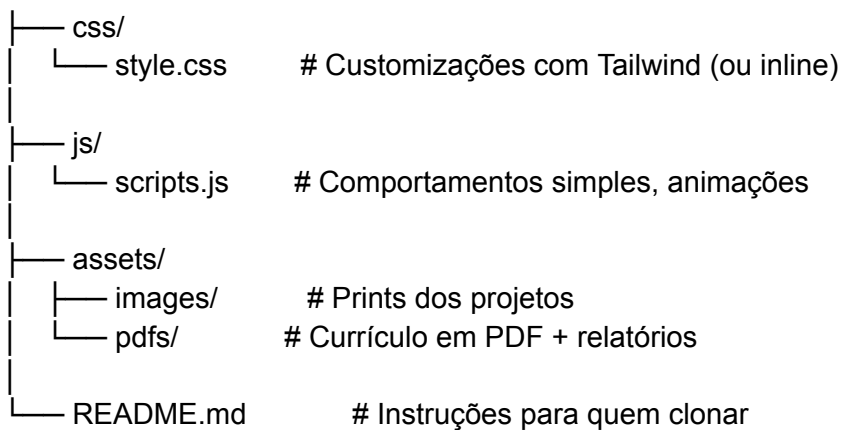 ├── css/
│   └── style.css        # Customizações com Tailwind (ou inline)
│
├── js/
│   └── scripts.js       # Comportamentos simples, animações
│
├── assets/
│   ├── images/         # Prints dos projetos
│   └── pdfs/         # Currículo em PDF + relatórios
│
└── README.md            # Instruções para quem clonar